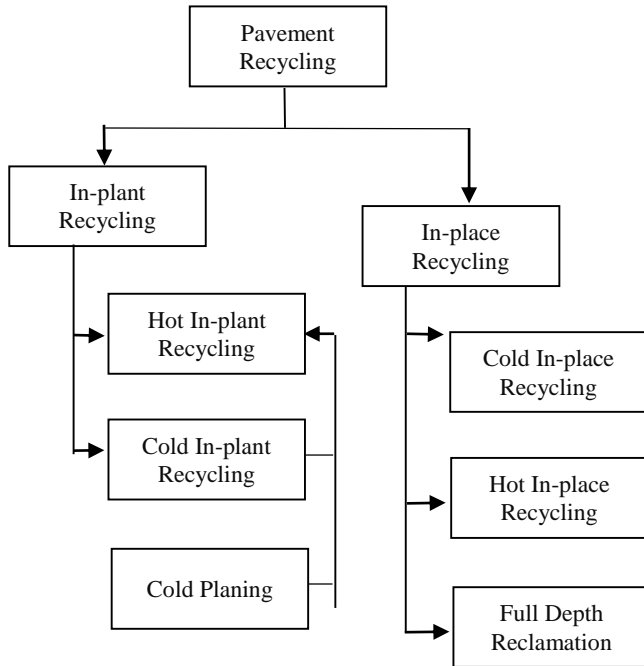 Pavement
Recycling
In-plant
Recycling
In-place
Recycling
Hot In-plant
Recycling
Cold In-place
Recycling
Cold In-plant
Recycling
Hot In-place
Recycling
Cold Planing
Full Depth
Reclamation